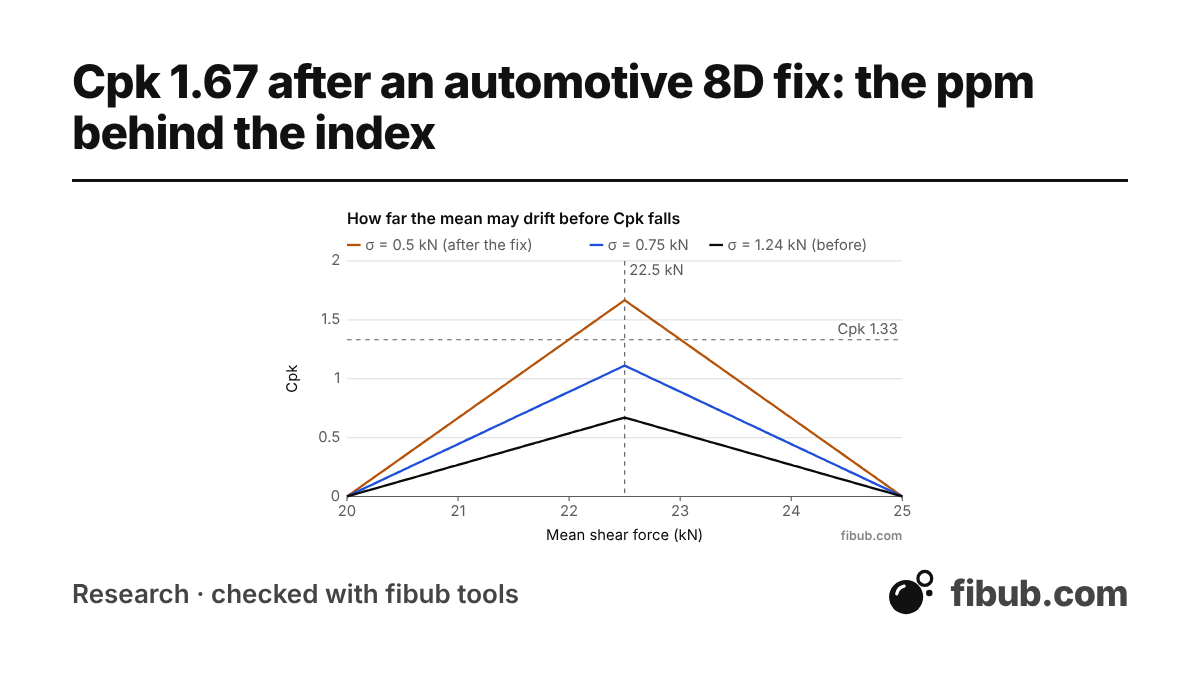 Cpk 1.67 after an automotive 8D fix: the ppm
behind the index
How far the mean may drift before Cpk falls
σ = 0.5 kN (after the fix) σ = 0.75 kN σ = 1.24 kN (before)
2
22.5 kN
1.5
Cpk 1.33
1
Cpk
0.5
0
20 21 22 23 24 25
Mean shear force (kN)
fibub.com
Research · checked with fibub tools
fibub.com